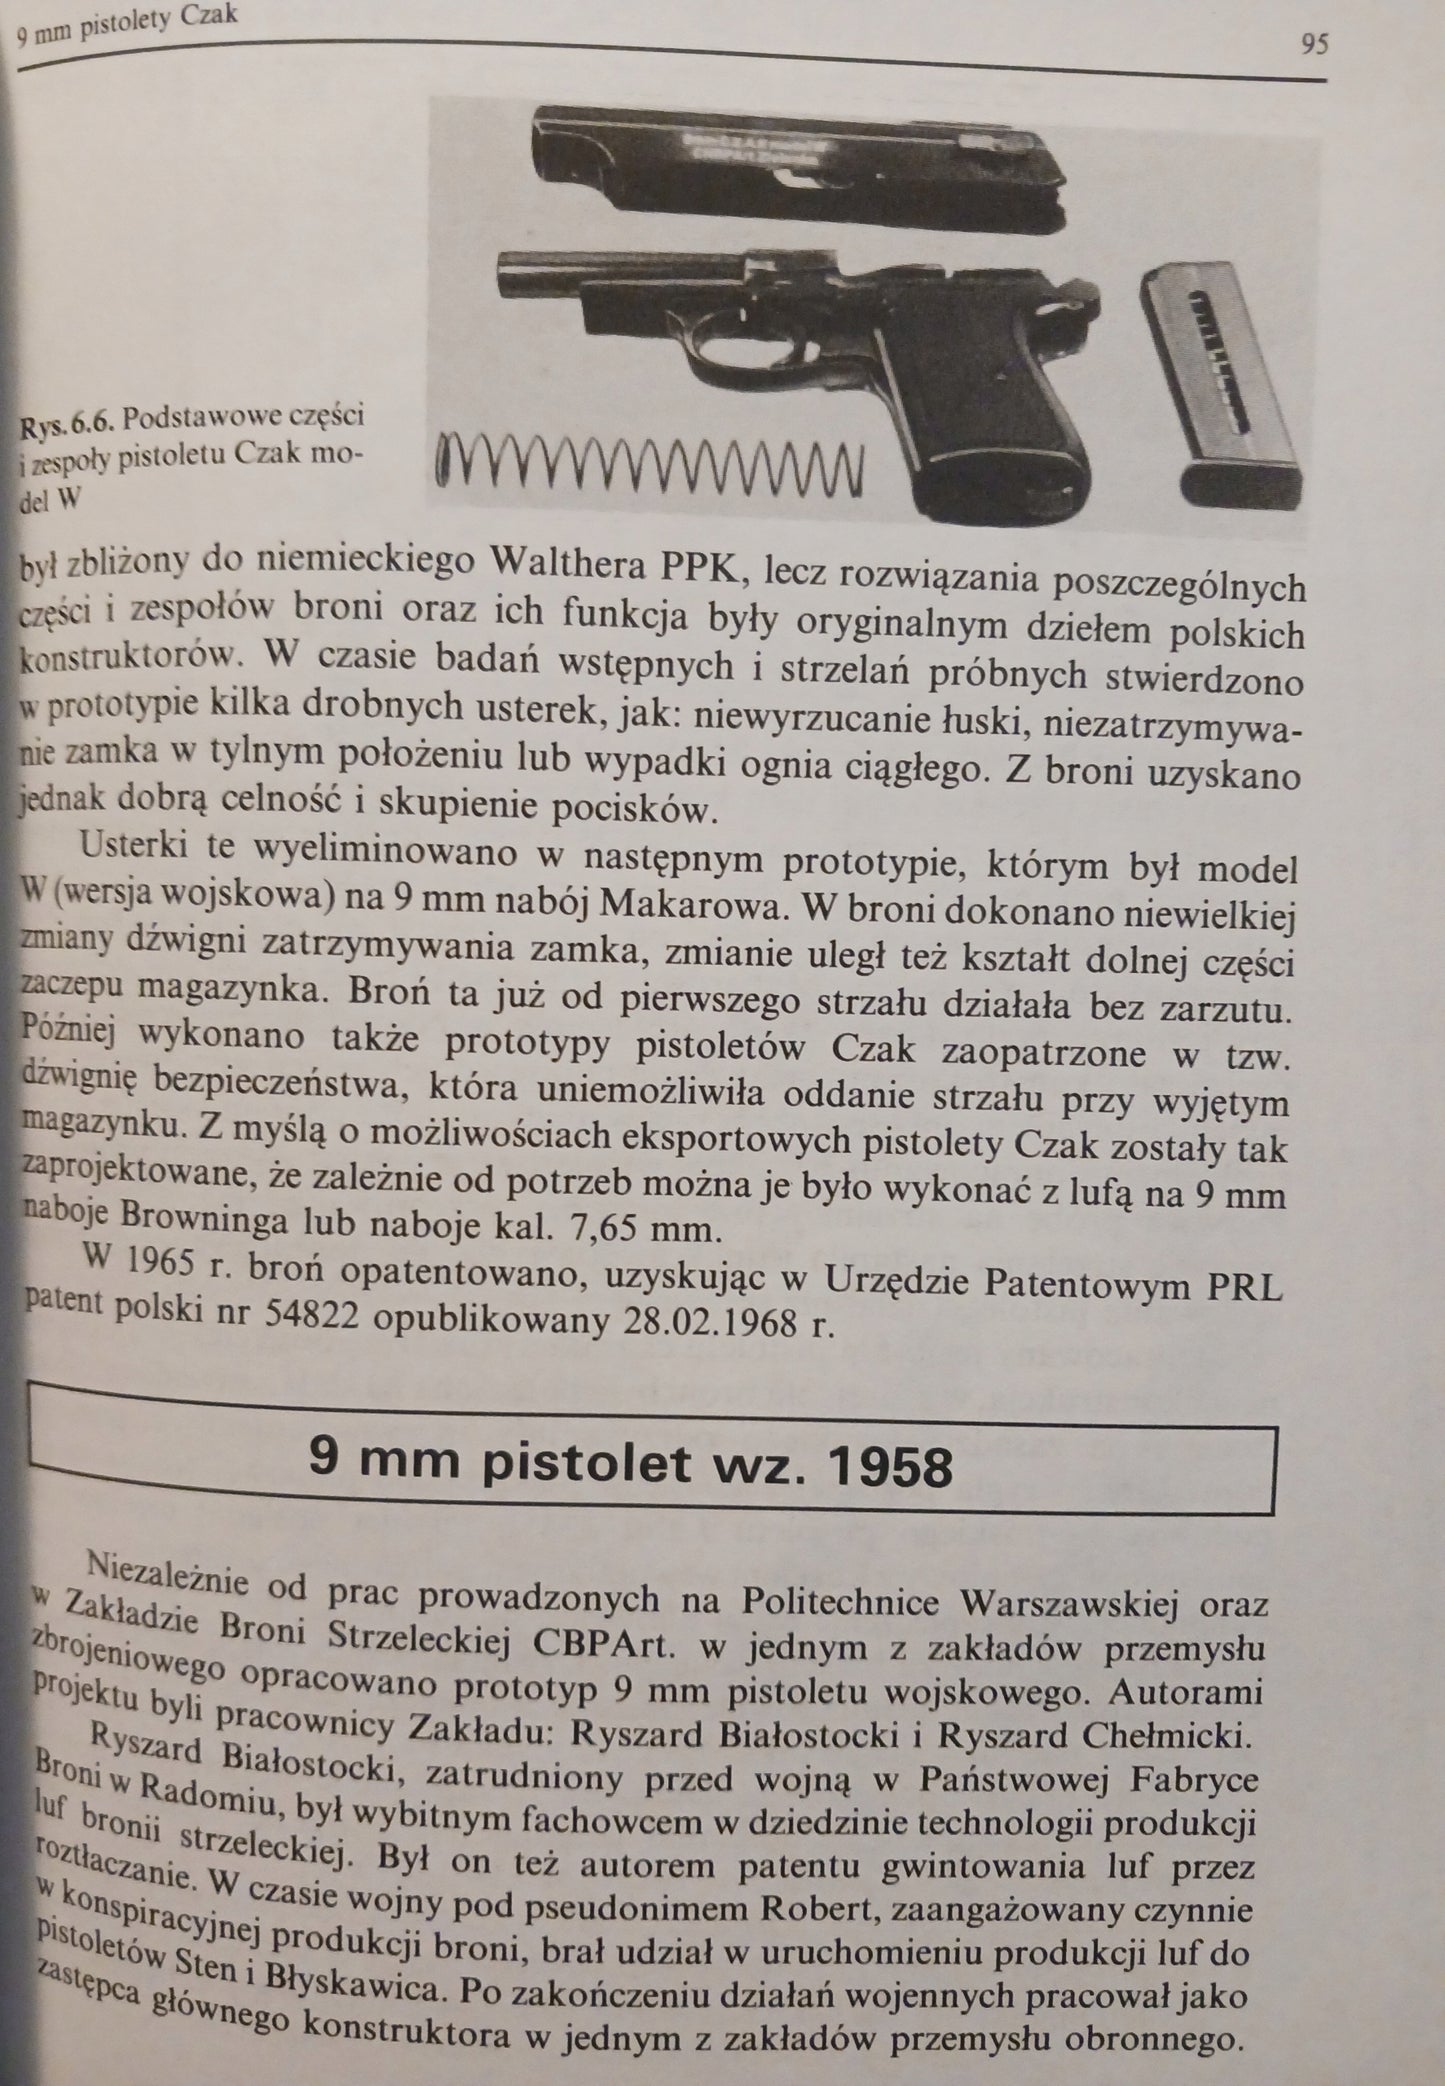 9 mm pistolety Czak
95
Rys. 6.6. Podstawowe części
i zespoły pistoletu Czak mo-
del W
był zbliżony do niemieckiego Walthera PPK, lecz rozwiązania poszczególnych
części i zespołów broni oraz ich funkcja były oryginalnym dziełem polskich
konstruktorów. W czasie badań wstępnych i strzelań próbnych stwierdzono
w prototypie kilka drobnych usterek, jak: niewyrzucanie łuski, niezatrzymywa-
nie zamka w tylnym położeniu lub wypadki ognia ciągłego. Z broni uzyskano
jednak dobrą celność i skupienie pocisków.
Usterki te wyeliminowano w następnym prototypie, którym był model
W (wersja wojskowa) na 9 mm nabój Makarowa. W broni dokonano niewielkiej
zmiany dźwigni zatrzymywania zamka, zmianie uległ też kształt dolnej części
zaczepu magazynka. Broń ta już od pierwszego strzału działała bez zarzutu.
Później wykonano także prototypy pistoletów Czak zaopatrzone w tzw.
dźwignię bezpieczeństwa, która uniemożliwiła oddanie strzału przy wyjętym
magazynku. Z myślą o możliwościach eksportowych pistolety Czak zostały tak
zaprojektowane, że zależnie od potrzeb można je było wykonać z lufą na 9 mm
naboje Browninga lub naboje kal. 7,65 mm.
W 1965 r. broń opatentowano, uzyskując w Urzędzie Patentowym PRL
patent polski nr 54822 opublikowany 28.02.1968 r.
9 mm pistolet wz. 1958
Niezależnie od prac prowadzonych na Politechnice Warszawskiej oraz
w Zakładzie Broni Strzeleckiej CBPArt. w jednym z zakładów przemysłu
zbrojeniowego opracowano prototyp 9 mm pistoletu wojskowego. Autorami
projektu byli pracownicy Zakładu: Ryszard Białostocki i Ryszard Chełmicki.
Ryszard Białostocki, zatrudniony przed wojną w Państwowej Fabryce
Broni w Radomiu, był wybitnym fachowcem w dziedzinie technologii produkcji
luf bronii strzeleckiej. Był on też autorem patentu gwintowania luf przez
roztłaczanie. W czasie wojny pod pseudonimem Robert, zaangażowany czynnie
w konspiracyjnej produkcji broni, brał udział w uruchomieniu produkcji luf do
pistoletów Sten i Błyskawica. Po zakończeniu działań wojennych pracował jako
zastępca głównego konstruktora w jednym z zakładów przemysłu obronnego.